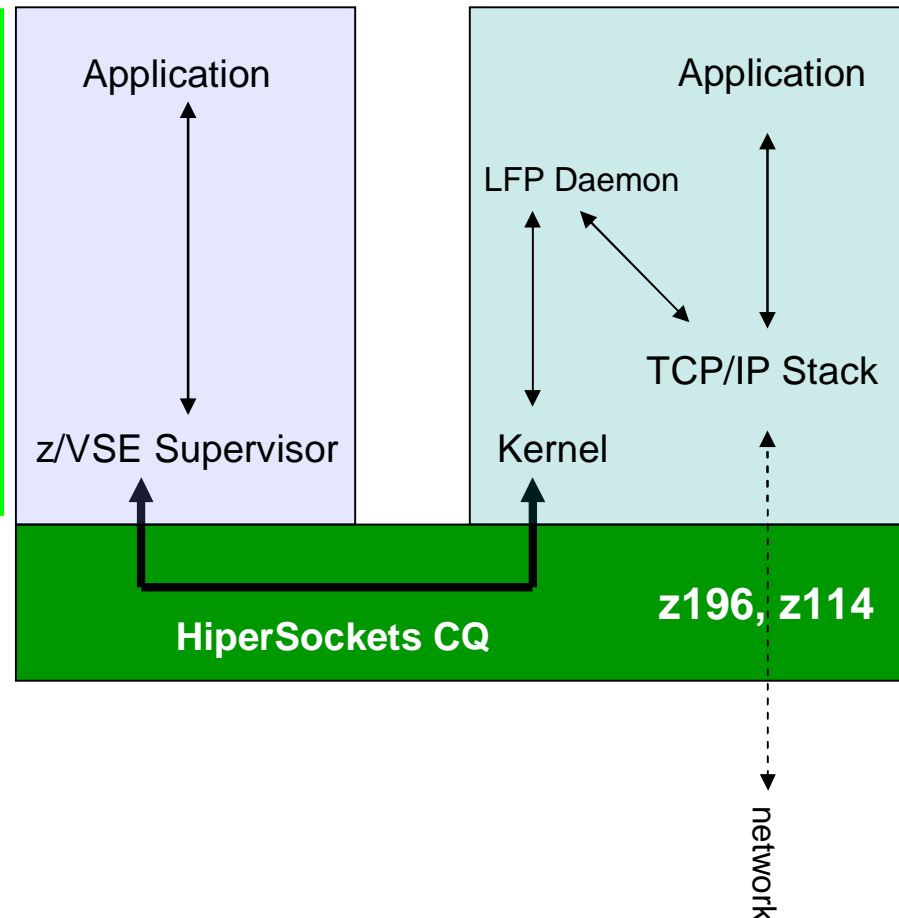 Application
Application
LFP Daemon
TCP/IP Stack
z/VSE Supervisor
Kernel
z196, z114
HiperSockets CQ
network